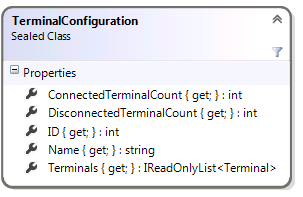 TerminalConfiguration
Sealed Class
Properties
ConnectedTerminalCount { get; } : int
DisconnectedTerminalCount { get; } : int
ID { get; } : int
Name { get; } : string
Terminals { get; } : IReadOnlyList<Terminal>